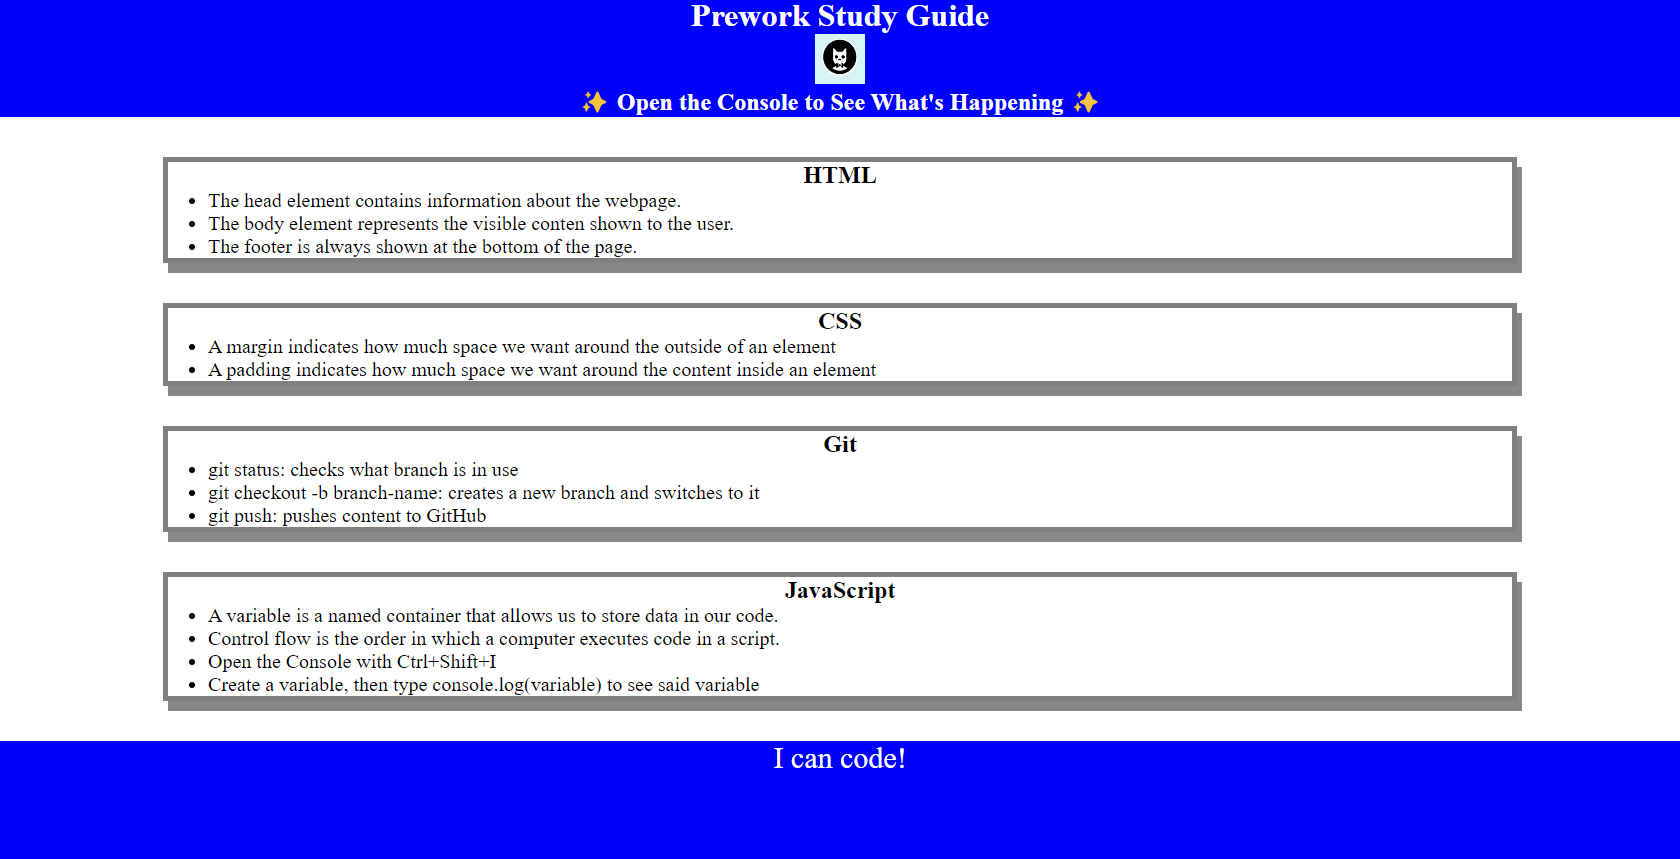 Prework Study Guide
✨ Open the Console to See What's Happening ✨
HTML
• The head element contains information about the webpage.
• The body element represents the visible conten shown to the user.
• The footer is always shown at the bottom of the page.
CSS
• A margin indicates how much space we want around the outside of an element
• A padding indicates how much space we want around the content inside an element
Git
• git status: checks what branch is in use
• git checkout -b branch-name: creates a new branch and switches to it
• git push: pushes content to GitHub
JavaScript
• A variable is a named container that allows us to store data in our code.
• Control flow is the order in which a computer executes code in a script.
• Open the Console with Ctrl+Shift+I
• Create a variable, then type console.log(variable) to see said variable
I can code!